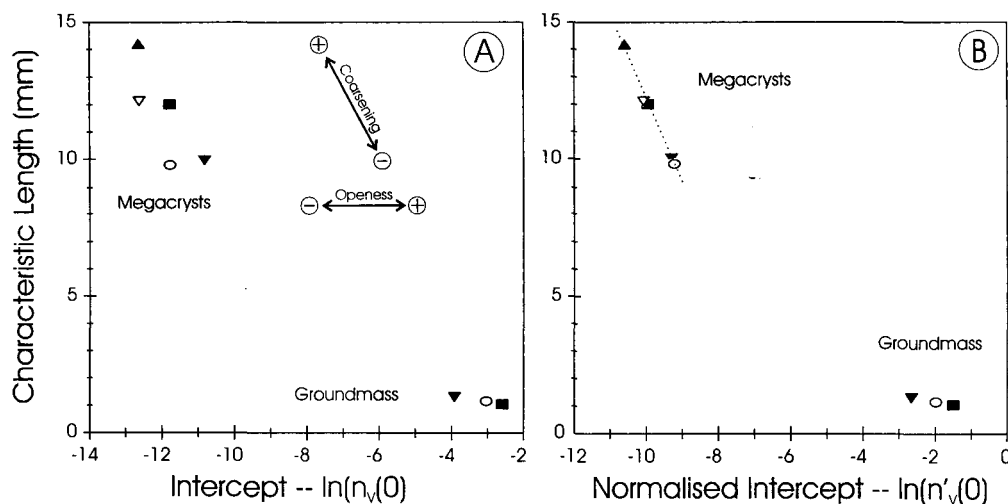 15
10
5
0
Characteristic Length (mm)
A
+
Coarsening
−
− Openess +
Megacrysts
Groundmass
-14 -12 -10 -8 -6 -4 -2
Intercept -- ln(nv(0)
B
Megacrysts
Groundmass
15
10
5
0
-12 -10 -8 -6 -4 -2 0
Normalised Intercept -- ln(n'v(0)